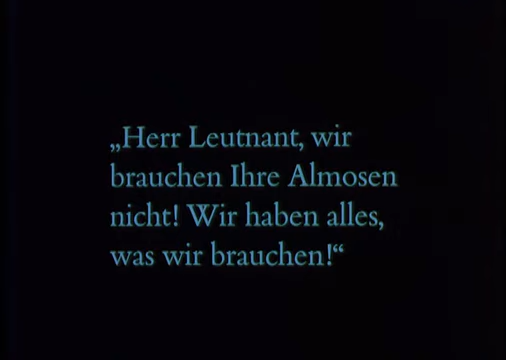 „Herr Leutnant, wir
brauchen Ihre Almosen
nicht! Wir haben alles,
was wir brauchen!“